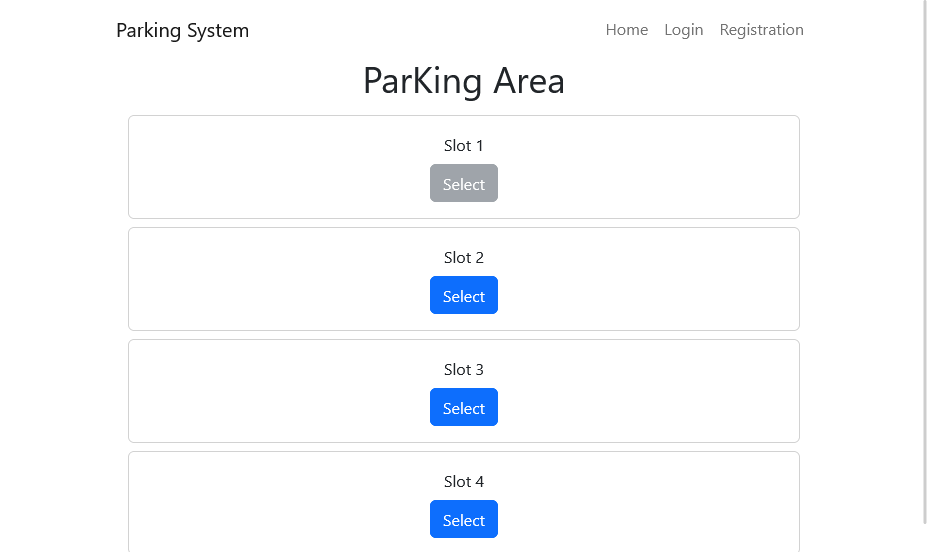 Parking System Home Login Registration
ParKing Area
Slot 1
Select
Slot 2
Select
Slot 3
Select
Slot 4
Select